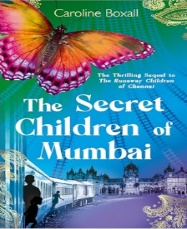 Caroline Boxall
The Thrilling Sequel to
The Runaway Children
of Chennai
The Secret
Children of
Mumbai